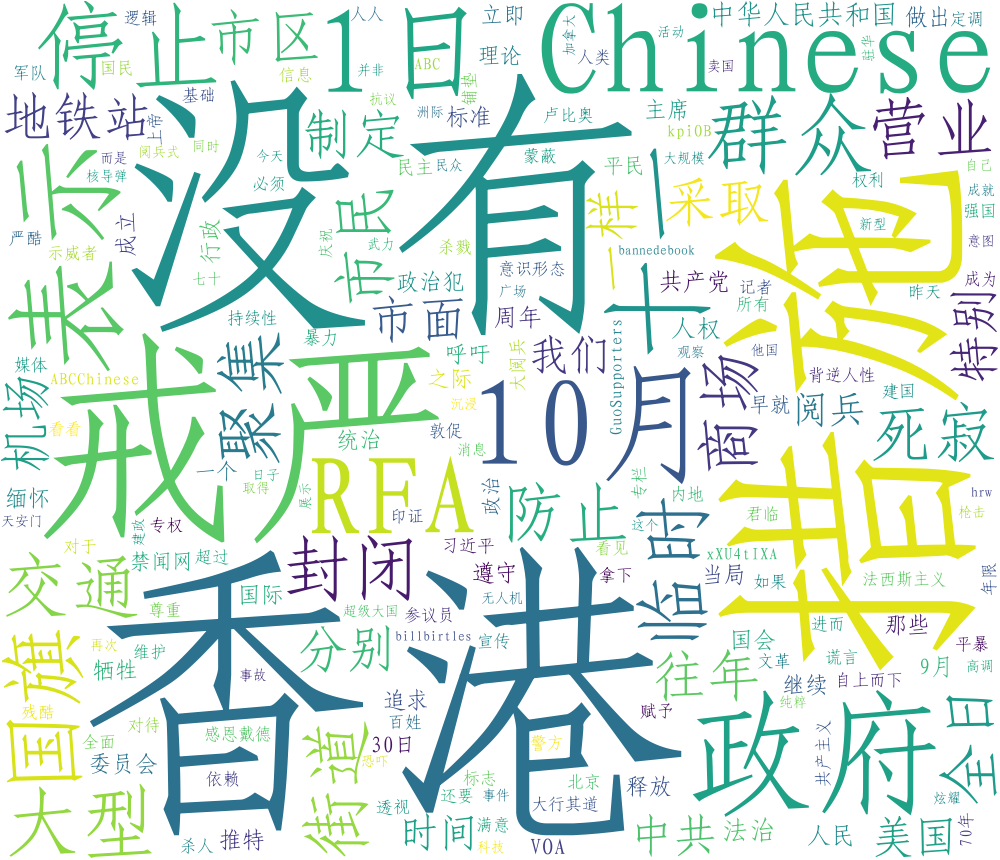 停止
市区
1日
Chinese
中华人民共和国
做出
定调
逻辑
人人
立即
理论
ABC
加拿大
活动
人类
卖国
驻华
军队
国民
信息
并非
铺垫
基础
抗议
洲际
标准
卢比奥
主席
kpiOB
群众
营业
地铁站
上帝
制定
而是
阅兵式
同时
核导弹
今天
必须
民主
民众
蒙蔽
平民
大规模
权利
自己
成就
强国
表示
没有
死
措施
采取
一样
新型
意图
严酷
示威者
成立
行政
庆祝
武力
杀戮
bannedebook
市民
七十
政治犯
意识形态
广场
共产党
记者
所有
昨天
成为
特别
持续性
市面
周年
十一
人权
观察
他国
暴力
媒体
机场
聚集
戒严
呼吁
大阅兵
我们
GuoSupporters
商场
背逆人性
建国
ABCChinese
之际
沉浸
10月
早就
阅兵
死寂
看看
统治
敦促
消息
一个
日子
缅怀
取得
展示
RFA
政治
防止
专栏
内地
hrw
天安门
专权
建政
印证
这个
君临
枪击
交通
对于
禁闻网
超过
封闭
习近平
遵守
看见
临时
xXU4tIXA
拿下
当局
如果
法西斯主义
年限
尊重
国际
超级大国
参议员
无人机
香港
国旗
再次
牺牲
维护
事故
分别
billbirtles
宣传
往年
国会
文革
进而
谎言
那些
平暴
9月
高调
继续
自上而下
纯粹
残酷
对待
全面
感恩戴德
追求
百姓
赋予
政府
共产主义
全日
委员会
依赖
街道
30日
恐吓
警方
标志
北京
释放
透视
还要
事件
大行其道
炫耀
大型
杀人
推特
时间
满意
科技
VOA
中共
法治
人民
美国
70年